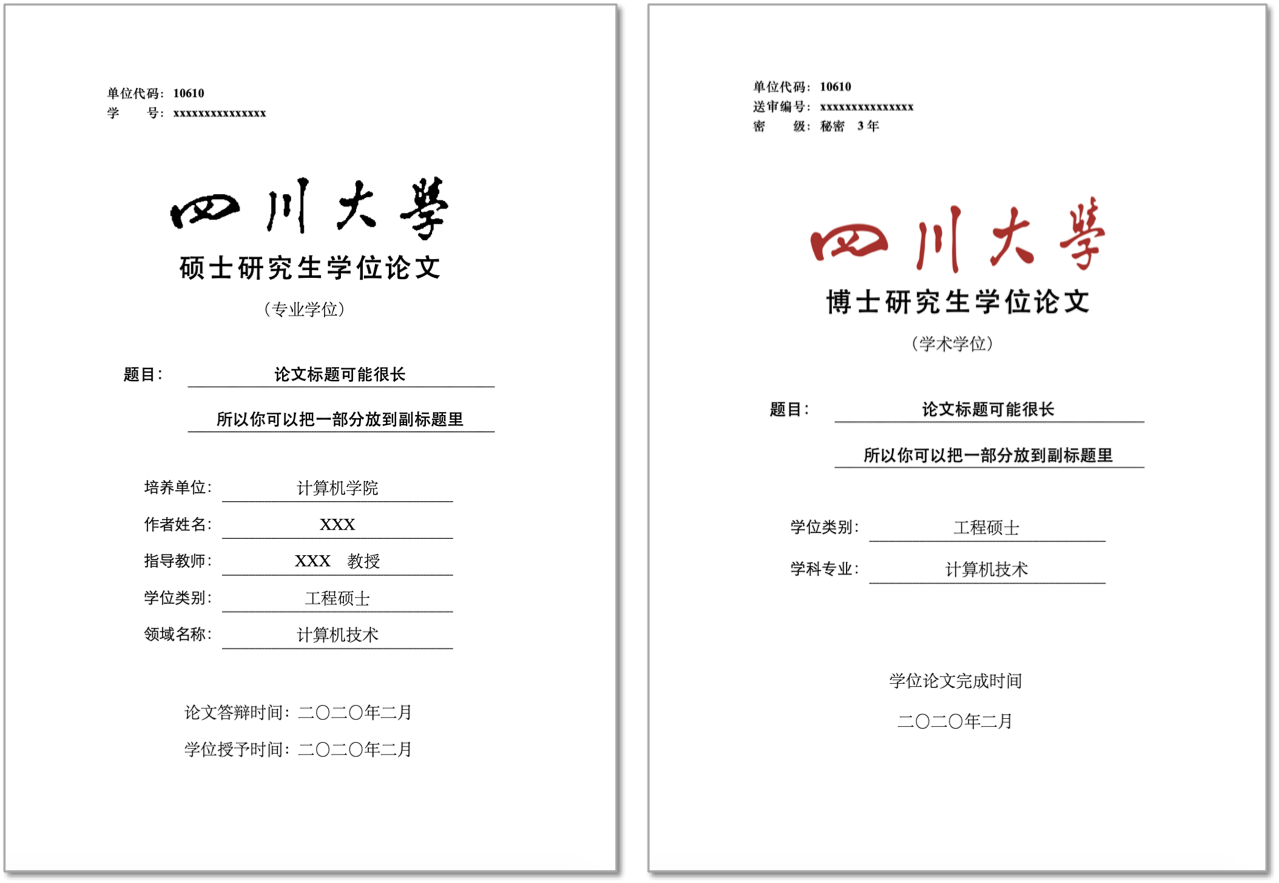 单位代码：10610
学　　号：xxxxxxxxxxxxxxx
四川大學
硕士研究生学位论文
（专业学位）
题目：　论文标题可能很长
所以你可以把一部分放到副标题里
培养单位：　计算机学院
作者姓名：　XXX
指导教师：　XXX　教授
学位类别：　工程硕士
领域名称：　计算机技术
论文答辩时间：二〇二〇年二月
学位授予时间：二〇二〇年二月
单位代码：10610
送审编号：xxxxxxxxxxxxxxx
密　　级：秘密　3 年
四川大學
博士研究生学位论文
（学术学位）
题目：　论文标题可能很长
所以你可以把一部分放到副标题里
学位类别：　工程硕士
学科专业：　计算机技术
学位论文完成时间
二〇二〇年二月